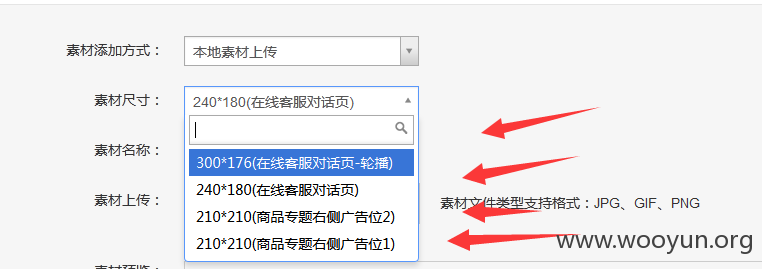 素材添加方式：
本地素材上传
素材尺寸：
240*180(在线客服对话页)
300*176(在线客服对话页-轮播)
240*180(在线客服对话页)
210*210(商品专题右侧广告位2)
210*210(商品专题右侧广告位1)
素材名称：
素材上传：
素材文件类型支持格式：JPG、GIF、PNG
www.wooyun.org
素材预览：